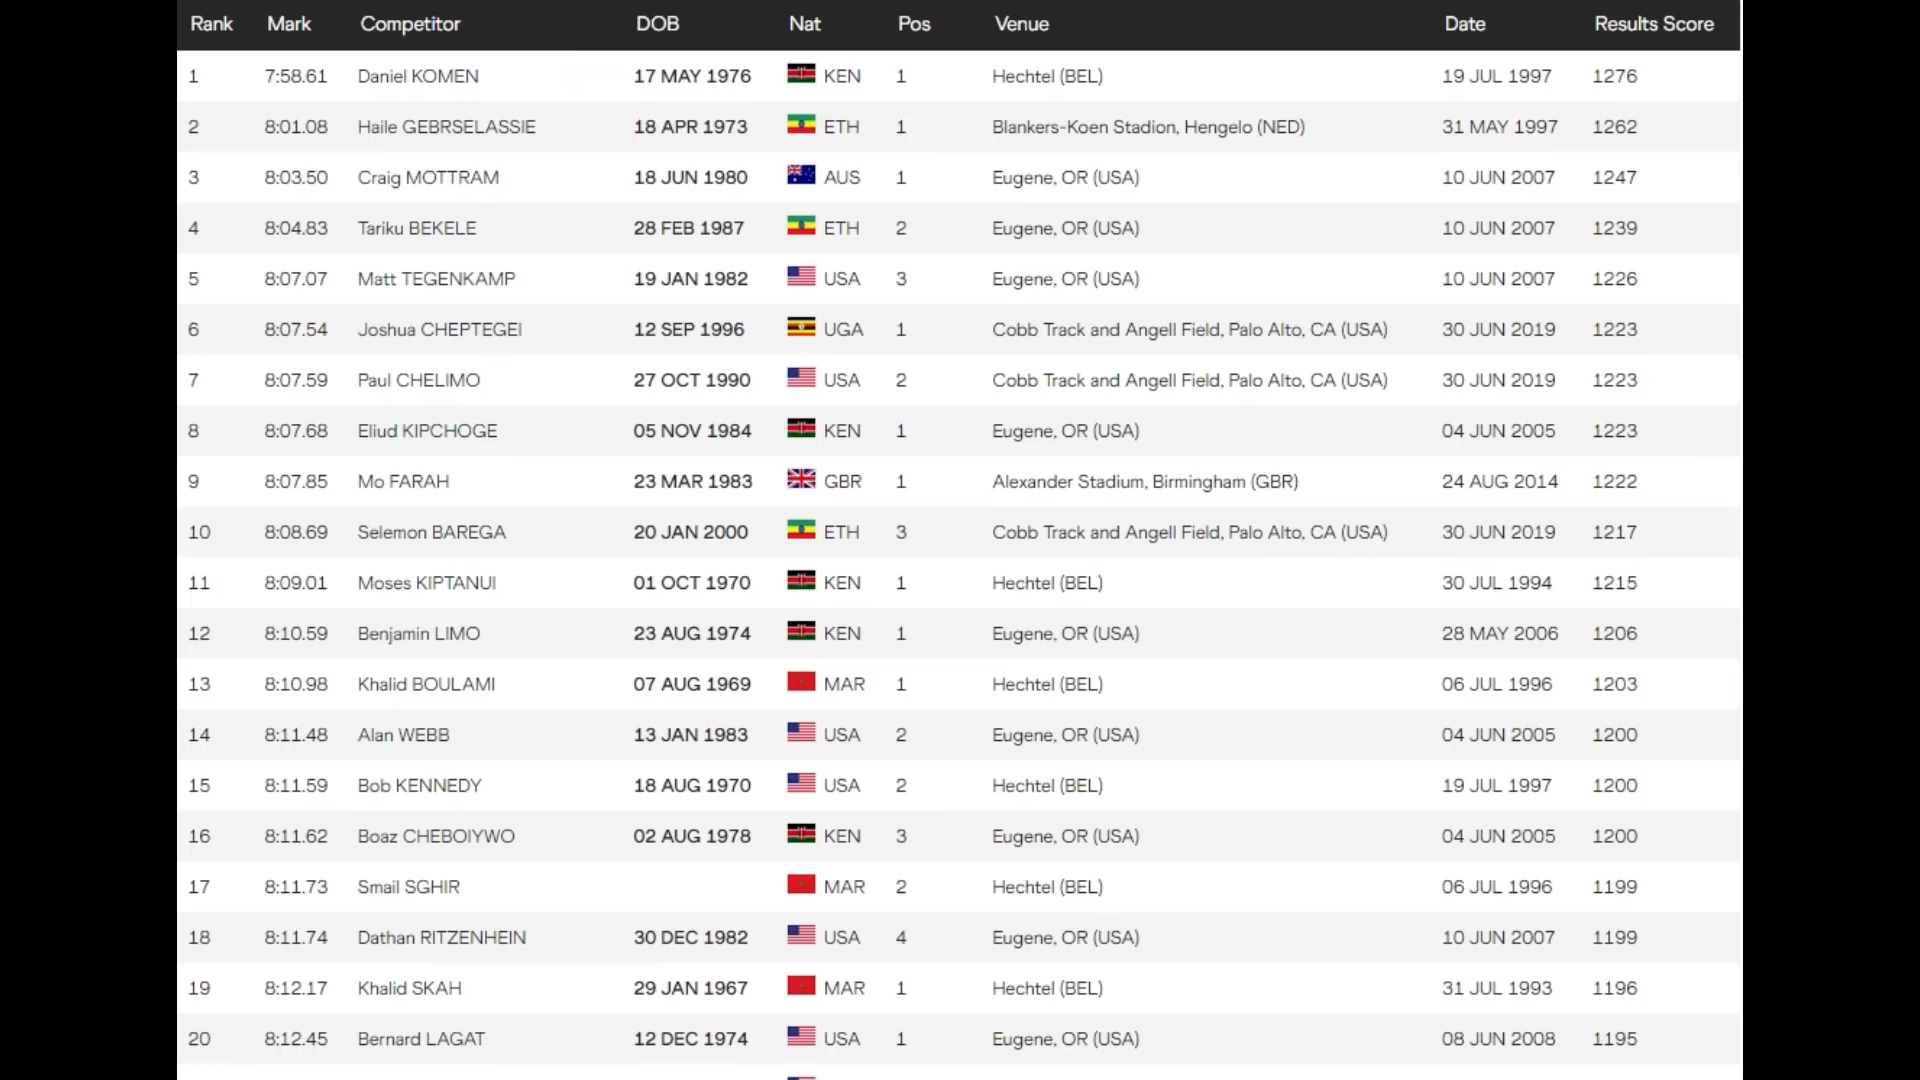 Rank Mark Competitor DOB Nat Pos Venue Date Results Score
1 7:58.61 Daniel KOMEN 17 MAY 1976 KEN 1 Hechtel (BEL) 19 JUL 1997 1276
2 8:01.08 Haile GEBRSELASSIE 18 APR 1973 ETH 1 Blankers-Koen Stadion, Hengelo (NED) 31 MAY 1997 1262
3 8:03.50 Craig MOTTRAM 18 JUN 1980 AUS 1 Eugene, OR (USA) 10 JUN 2007 1247
4 8:04.83 Tariku BEKELE 28 FEB 1987 ETH 2 Eugene, OR (USA) 10 JUN 2007 1239
5 8:07.07 Matt TEGENKAMP 19 JAN 1982 USA 3 Eugene, OR (USA) 10 JUN 2007 1226
6 8:07.54 Joshua CHEPTEGEI 12 SEP 1996 UGA 1 Cobb Track and Angell Field, Palo Alto, CA (USA) 30 JUN 2019 1223
7 8:07.59 Paul CHELIMO 27 OCT 1990 USA 2 Cobb Track and Angell Field, Palo Alto, CA (USA) 30 JUN 2019 1223
8 8:07.68 Eliud KIPCHOGE 05 NOV 1984 KEN 1 Eugene, OR (USA) 04 JUN 2005 1223
9 8:07.85 Mo FARAH 23 MAR 1983 GBR 1 Alexander Stadium, Birmingham (GBR) 24 AUG 2014 1222
10 8:08.69 Selemon BAREGA 20 JAN 2000 ETH 3 Cobb Track and Angell Field, Palo Alto, CA (USA) 30 JUN 2019 1217
11 8:09.01 Moses KIPTANUI 01 OCT 1970 KEN 1 Hechtel (BEL) 30 JUL 1994 1215
12 8:10.59 Benjamin LIMO 23 AUG 1974 KEN 1 Eugene, OR (USA) 28 MAY 2006 1206
13 8:10.98 Khalid BOULAMI 07 AUG 1969 MAR 1 Hechtel (BEL) 06 JUL 1996 1203
14 8:11.48 Alan WEBB 13 JAN 1983 USA 2 Eugene, OR (USA) 04 JUN 2005 1200
15 8:11.59 Bob KENNEDY 18 AUG 1970 USA 2 Hechtel (BEL) 19 JUL 1997 1200
16 8:11.62 Boaz CHEBOIYWO 02 AUG 1978 KEN 3 Eugene, OR (USA) 04 JUN 2005 1200
17 8:11.73 Smail SGHIR MAR 2 Hechtel (BEL) 06 JUL 1996 1199
18 8:11.74 Dathan RITZENHEIN 30 DEC 1982 USA 4 Eugene, OR (USA) 10 JUN 2007 1199
19 8:12.17 Khalid SKAH 29 JAN 1967 MAR 1 Hechtel (BEL) 31 JUL 1993 1196
20 8:12.45 Bernard LAGAT 12 DEC 1974 USA 1 Eugene, OR (USA) 08 JUN 2008 1195